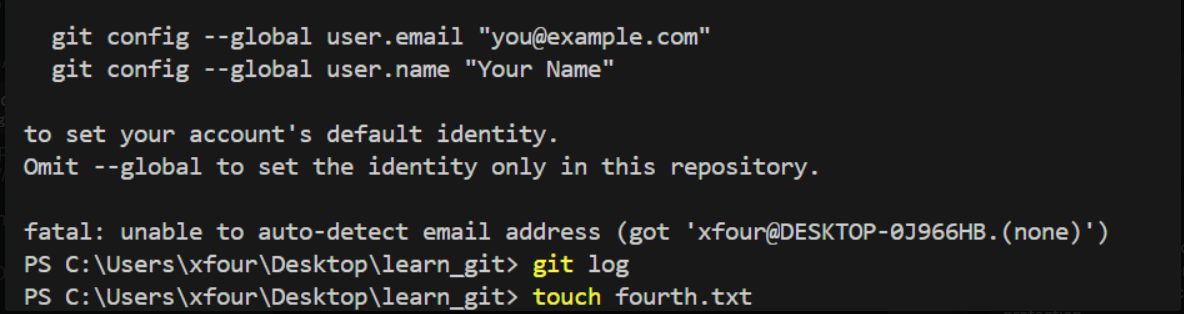 git config --global user.email "you@example.com"
git config --global user.name "Your Name"
to set your account's default identity.
Omit --global to set the identity only in this repository.
fatal: unable to auto-detect email address (got 'xfour@DESKTOP-0J966HB.(none)')
PS C:\Users\xfour\Desktop\learn_git> git log
PS C:\Users\xfour\Desktop\learn_git> touch fourth.txt